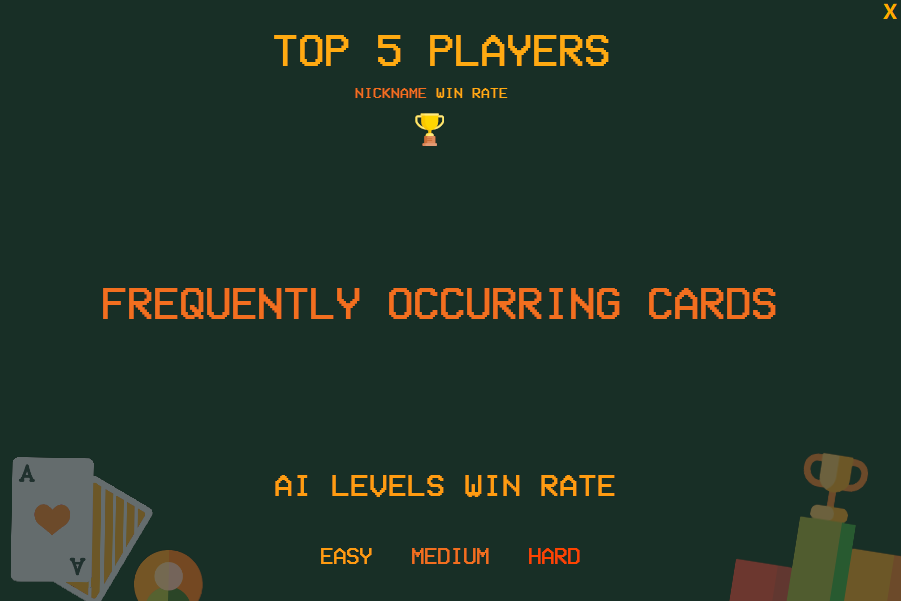 X
TOP 5 PLAYERS
NICKNAME WIN RATE
FREQUENTLY OCCURRING CARDS
A
A
AI LEVELS WIN RATE
EASY MEDIUM HARD